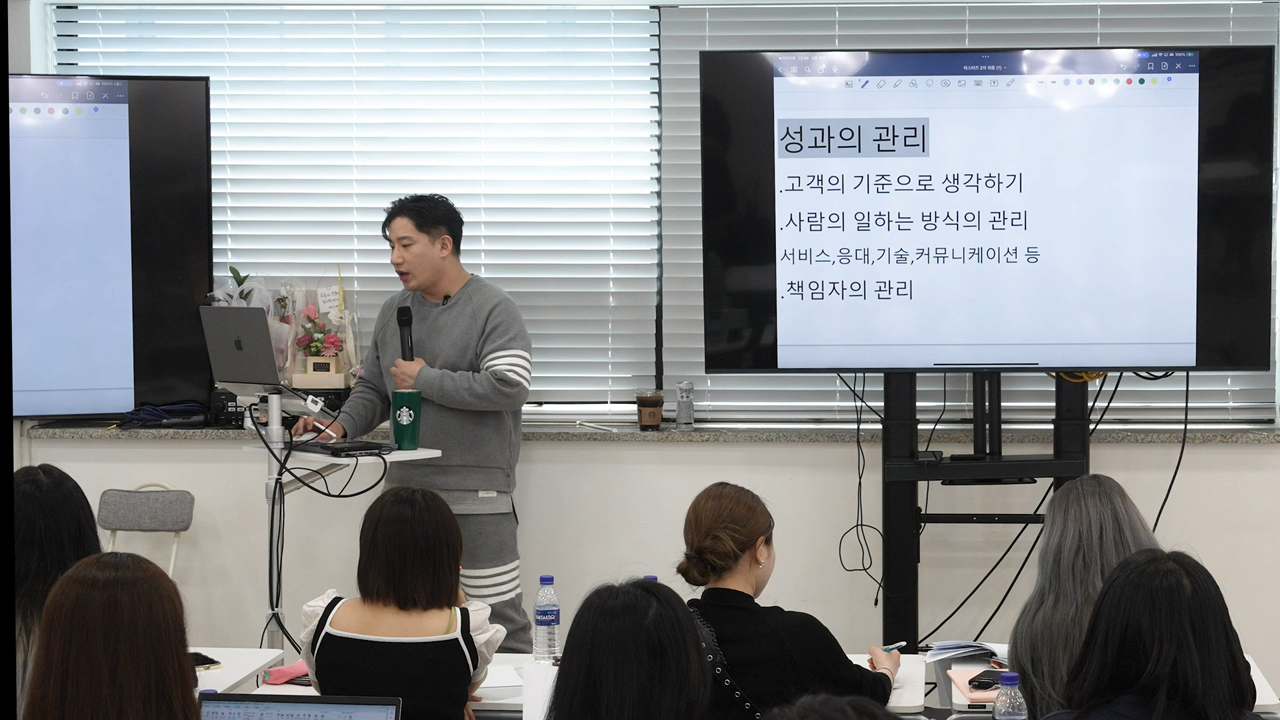 성과의 관리
.고객의 기준으로 생각하기
.사람의 일하는 방식의 관리
서비스,응대,기술,커뮤니케이션 등
.책임자의 관리